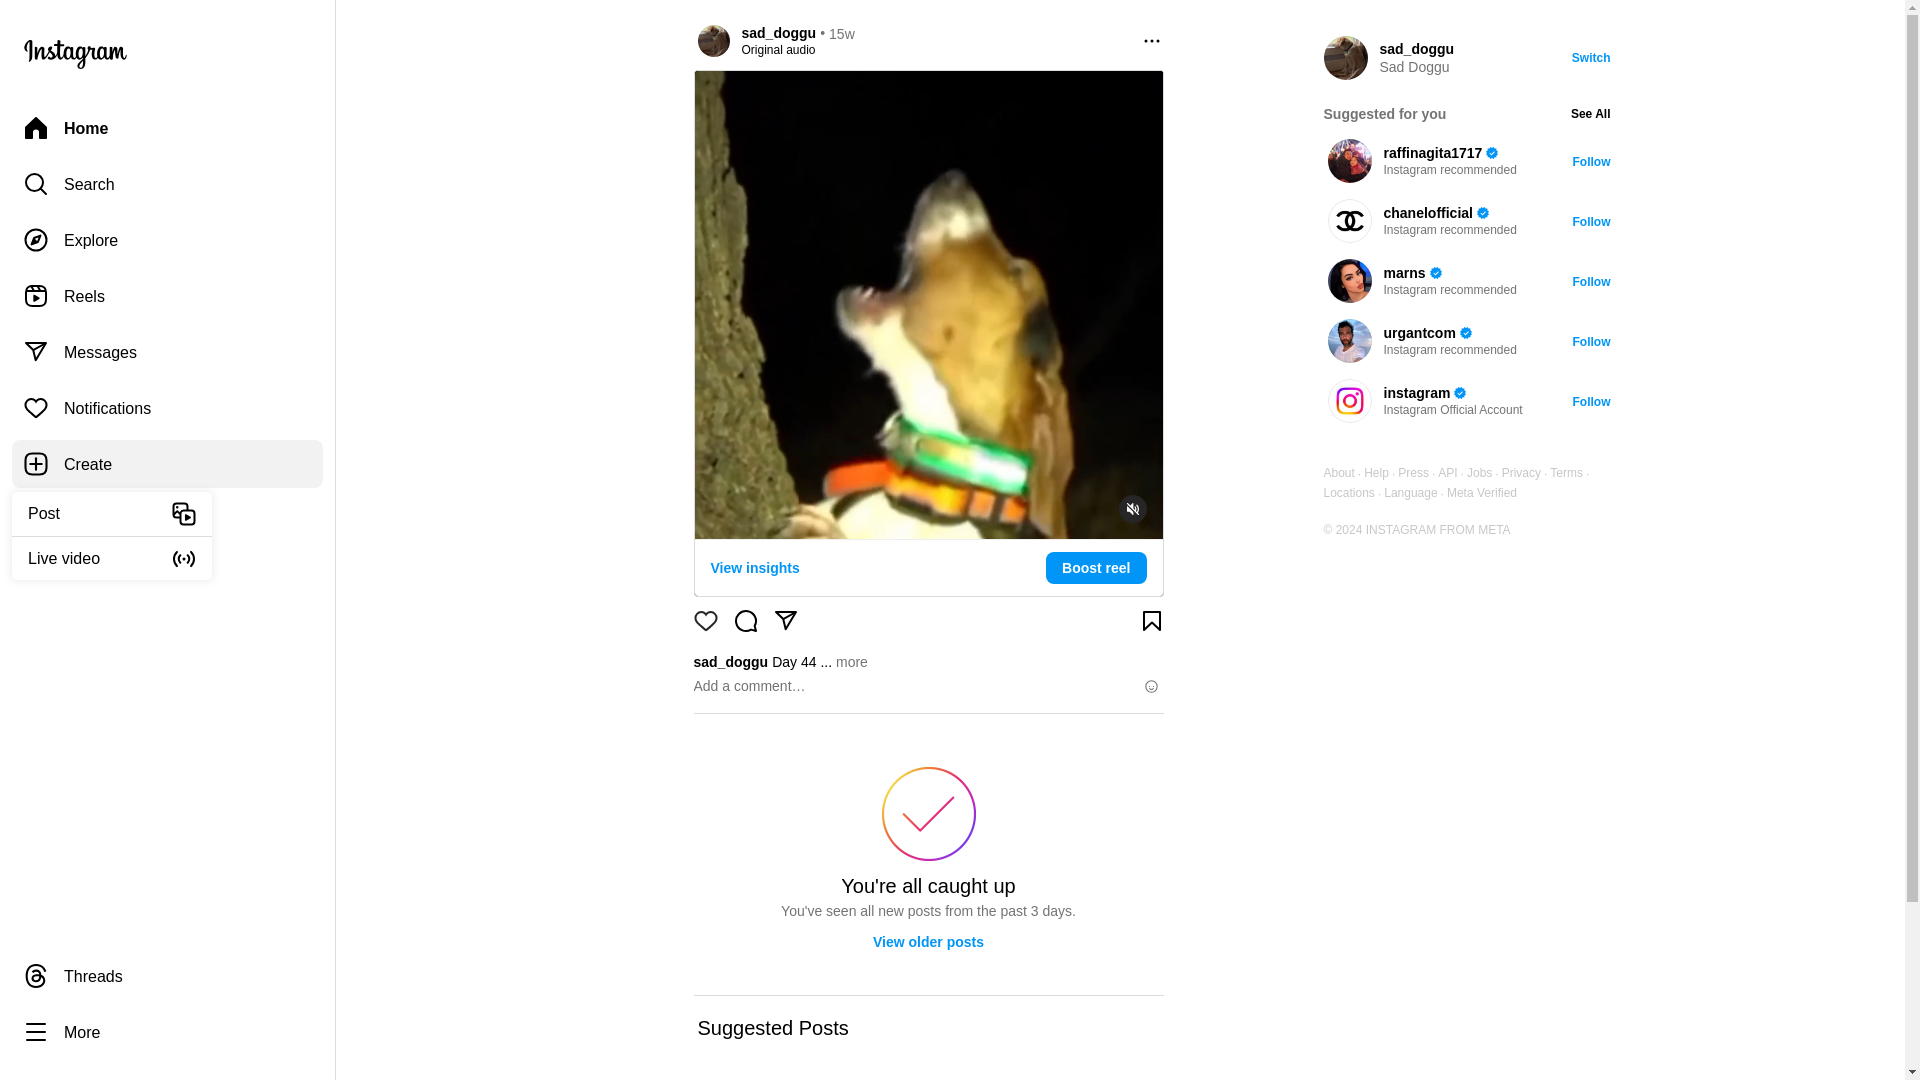 Instagram
Home
Search
Explore
Reels
Messages
Notifications
Create
Post
Live video
Threads
More
sad_doggu • 15w
Original audio
View insights
Boost reel
sad_doggu Day 44 ... more
Add a comment…
You're all caught up
You've seen all new posts from the past 3 days.
View older posts
Suggested Posts
sad_doggu
Sad Doggu
Switch
Suggested for you
See All
raffinagita1717
Instagram recommended
Follow
chanelofficial
Instagram recommended
Follow
marns
Instagram recommended
Follow
urgantcom
Instagram recommended
Follow
instagram
Instagram Official Account
Follow
About · Help · Press · API · Jobs · Privacy · Terms ·
Locations · Language · Meta Verified
© 2024 INSTAGRAM FROM META